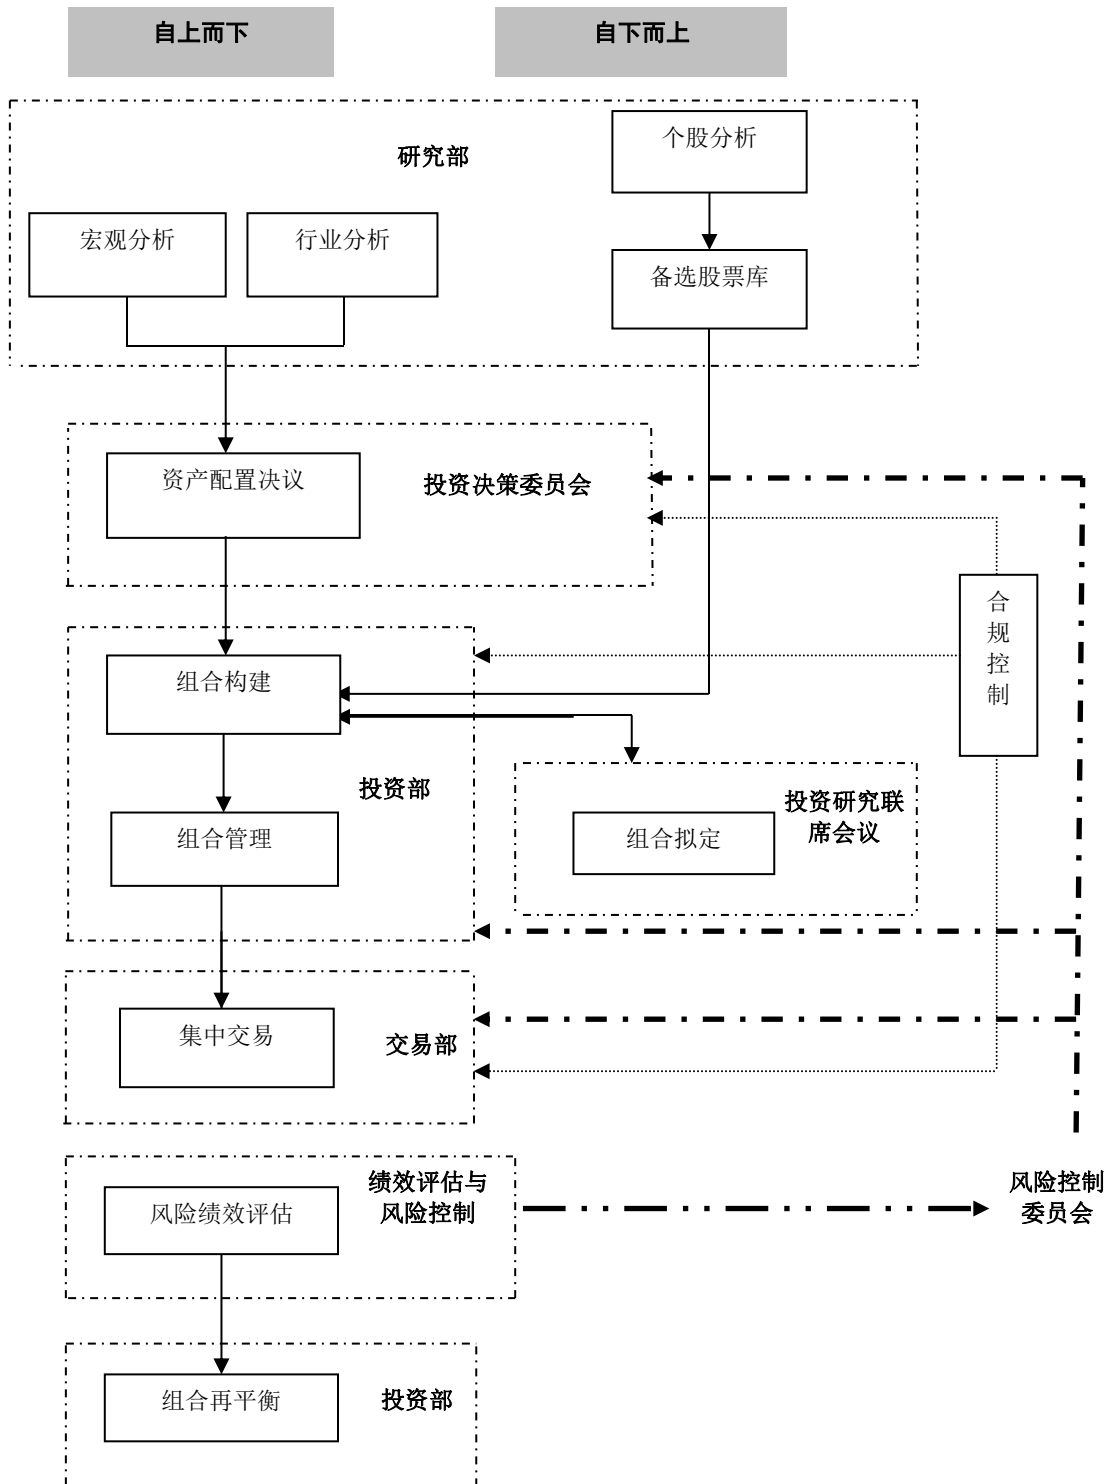 自上而下
自下而上
个股分析
研究部
宏观分析
行业分析
备选股票库
资产配置决议
投资决策委员会
合
规
控
制
组合构建
投资部
投资研究联
席会议
组合管理
组合拟定
集中交易
交易部
绩效评估与
风险控制
风险控制
委员会
风险绩效评估
组合再平衡
投资部